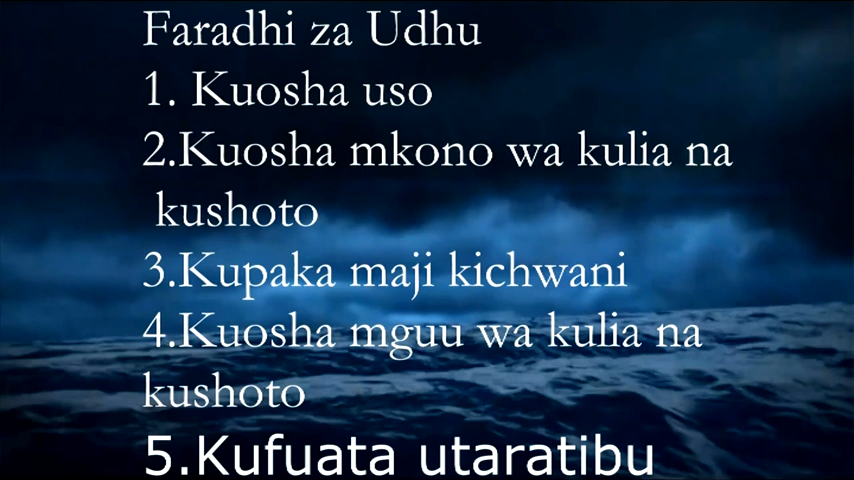 Faradhi za Udhu
1. Kuosha uso
2.Kuosha mkono wa kulia na
kushoto
3.Kupaka maji kichwani
4.Kuosha mguu wa kulia na
kushoto
5.Kufuata utaratibu